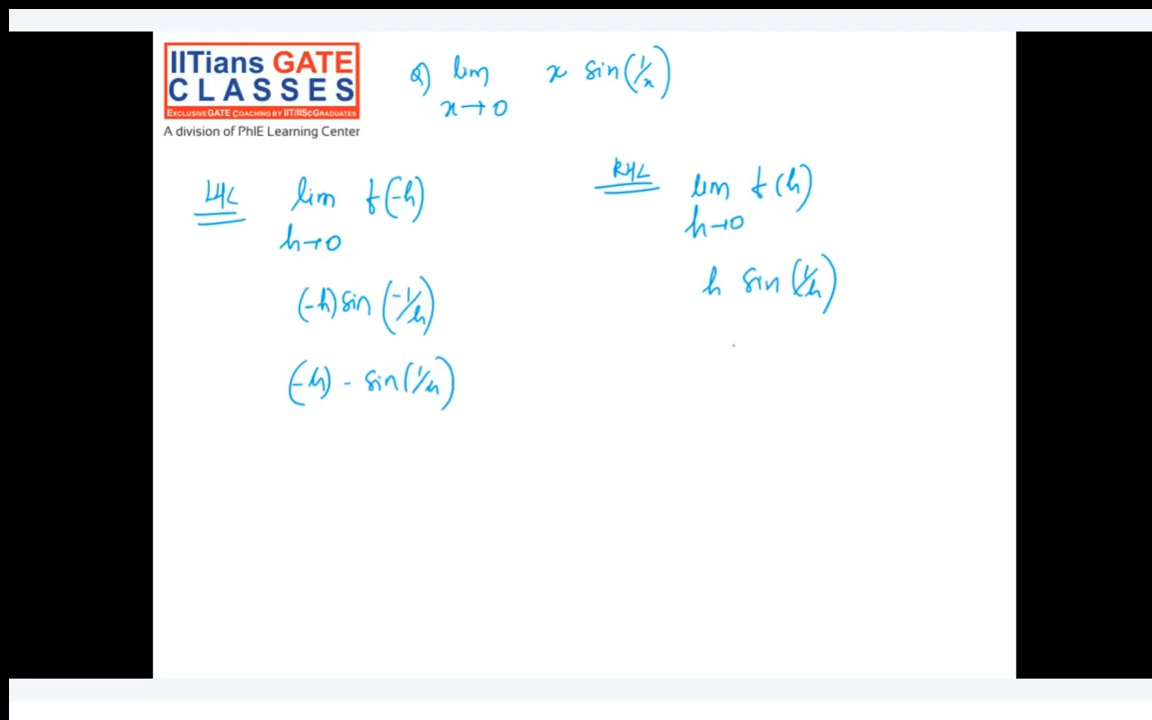 IITians GATE
CLASSES
EXCLUSIVE GATE COACHING BY IIT/IISc GRADUATES
A division of PhIE Learning Center
Q) lim x→0 x sin(1/x)
LHL lim h→0 f(-h)
(-h) sin(-1/h)
(-h) - sin(1/h)
RHL lim h→0 f(h)
h sin(1/h)